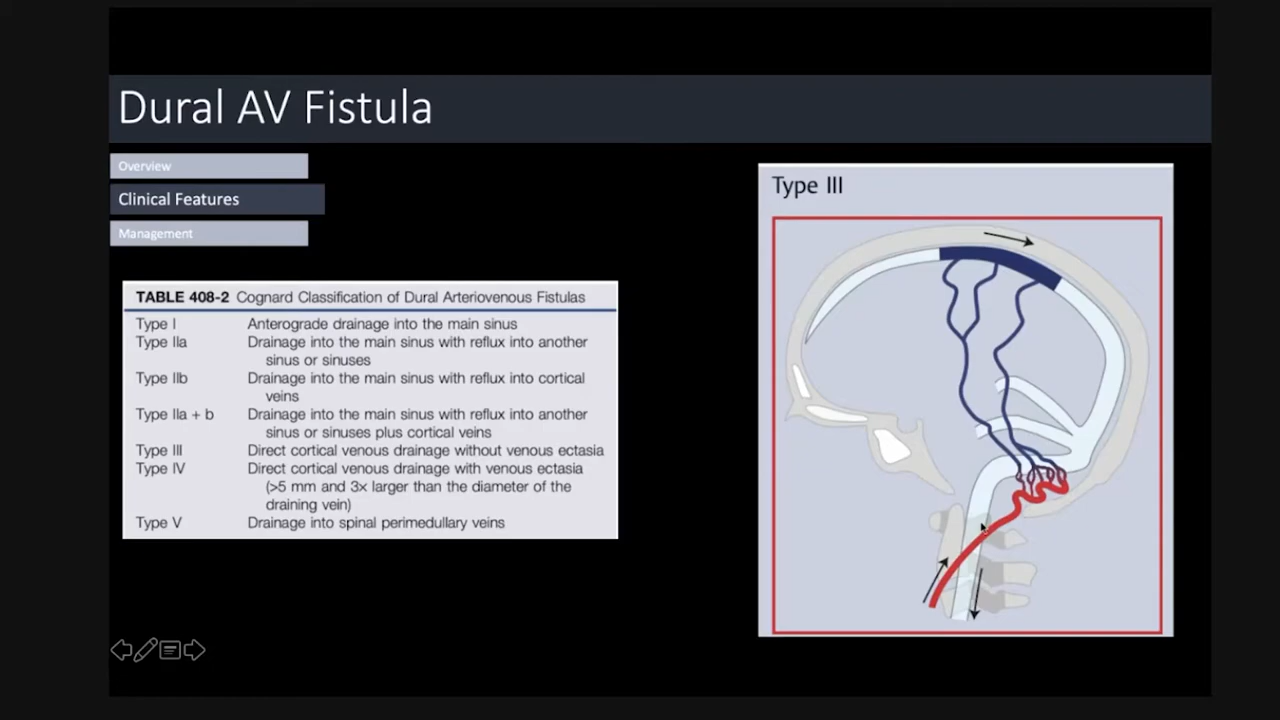 Dural AV Fistula
Overview
Clinical Features
Management
TABLE 408-2 Cognard Classification of Dural Arteriovenous Fistulas
Type I Anterograde drainage into the main sinus
Type IIa Drainage into the main sinus with reflux into another
sinus or sinuses
Type IIb Drainage into the main sinus with reflux into cortical
veins
Type IIa + b Drainage into the main sinus with reflux into another
sinus or sinuses plus cortical veins
Type III Direct cortical venous drainage without venous ectasia
Type IV Direct cortical venous drainage with venous ectasia
(>5 mm and 3x larger than the diameter of the
draining vein)
Type V Drainage into spinal perimedullary veins
Type III